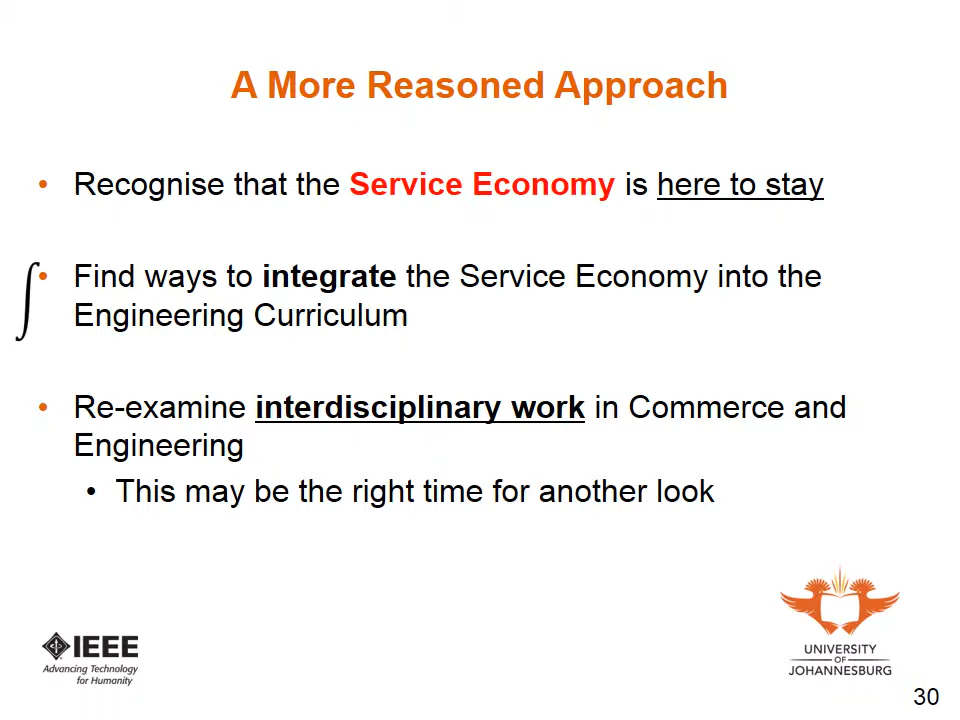 A More Reasoned Approach
• Recognise that the Service Economy is here to stay
∫
• Find ways to integrate the Service Economy into the
Engineering Curriculum
• Re-examine interdisciplinary work in Commerce and
Engineering
• This may be the right time for another look
IEEE
Advancing Technology
for Humanity
UNIVERSITY
OF
JOHANNESBURG
30